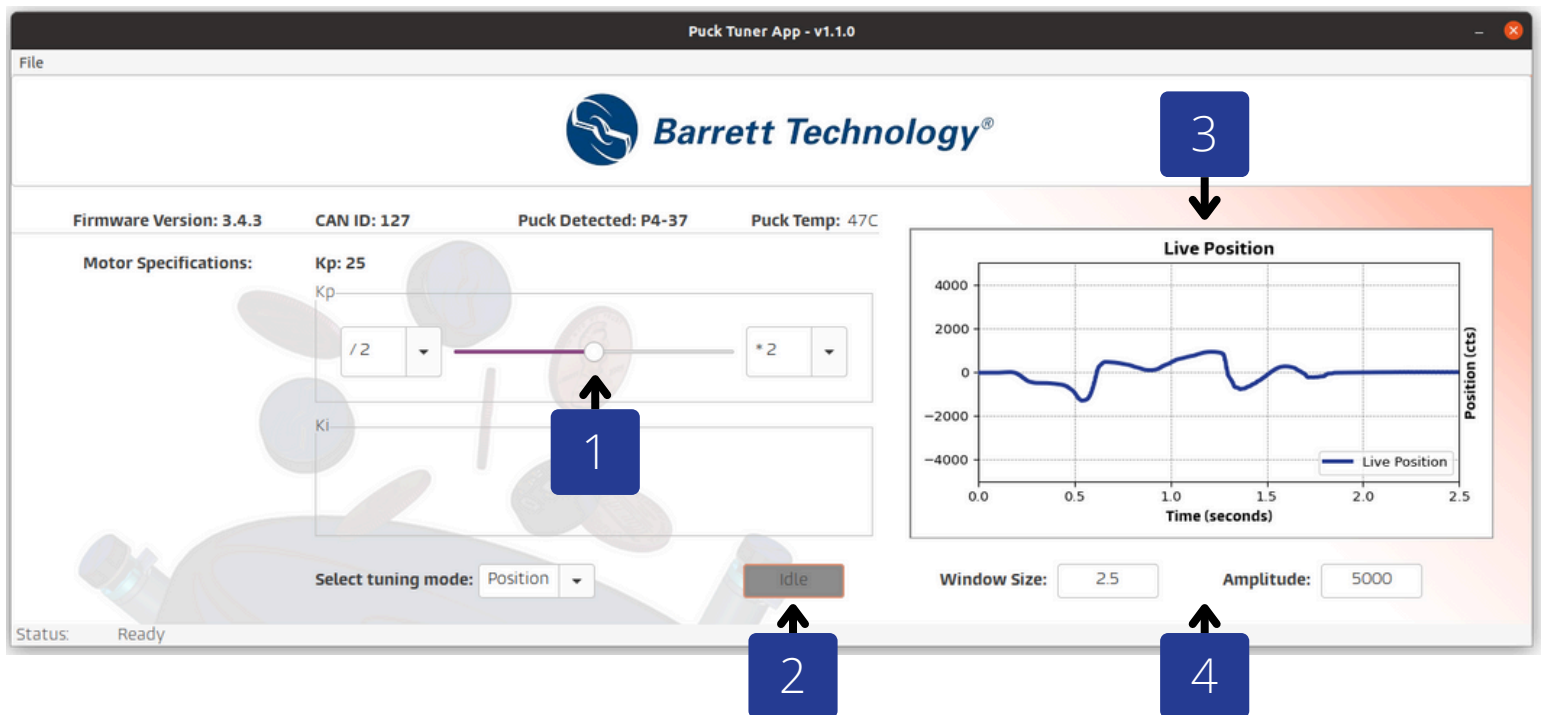 Puck Tuner App - v1.1.0
File
Barrett Technology®
3
Firmware Version: 3.4.3 CAN ID: 127 Puck Detected: P4-37 Puck Temp: 47C
Motor Specifications: Kp: 25
Kp
/ 2 * 2
1
Ki
Select tuning mode: Position Idle
2
Status: Ready
Live Position
4000
2000
0
−2000
−4000
Position (cts)
Live Position
0.0 0.5 1.0 1.5 2.0 2.5
Time (seconds)
Window Size: 2.5 Amplitude: 5000
4